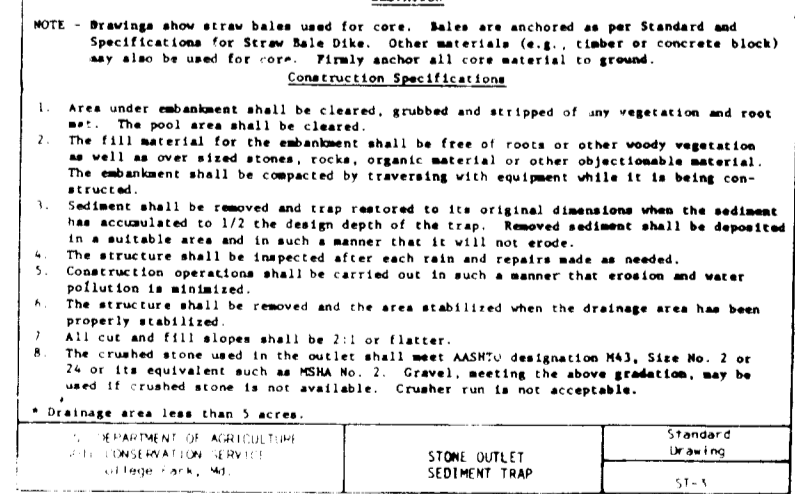 NOTE - Drawings show straw bales used for core. Bales are anchored as per Standard and
Specifications for Straw Bale Dike. Other materials (e.g., timber or concrete block)
may also be used for core. Firmly anchor all core material to ground.
Construction Specifications
1. Area under embankment shall be cleared, grubbed and stripped of any vegetation and root
mat. The pool area shall be cleared.
2. The fill material for the embankment shall be free of roots or other woody vegetation
as well as over sized stones, rocks, organic material or other objectionable material.
The embankment shall be compacted by traversing with equipment while it is being con-
structed.
3. Sediment shall be removed and trap restored to its original dimensions when the sediment
has accumulated to 1/2 the design depth of the trap. Removed sediment shall be deposited
in a suitable area and in such a manner that it will not erode.
4. The structure shall be inspected after each rain and repairs made as needed.
5. Construction operations shall be carried out in such a manner that erosion and water
pollution is minimized.
6. The structure shall be removed and the area stabilized when the drainage area has been
properly stabilized.
7 All cut and fill slopes shall be 2:1 or flatter.
8. The crushed stone used in the outlet shall meet AASHTO designation M43, Size No. 2 or
24 or its equivalent such as MSHA No. 2. Gravel, meeting the above gradation, may be
used if crushed stone is not available. Crusher run is not acceptable.
* Drainage area less than 5 acres.
DEPARTMENT OF AGRICULTURE
CONSERVATION SERVICE
College Park, Md.
STONE OUTLET
SEDIMENT TRAP
Standard
Drawing
ST-3